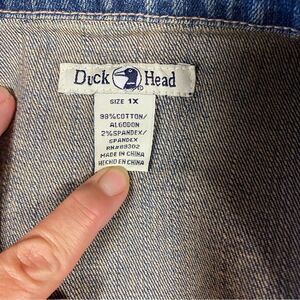 Duck Head
SIZE 1X
98%COTTON/
ALGODON
2%SPANDEX/
SPANDEX
RN#88302
MADE IN CHINA
HECHO EN CHINA